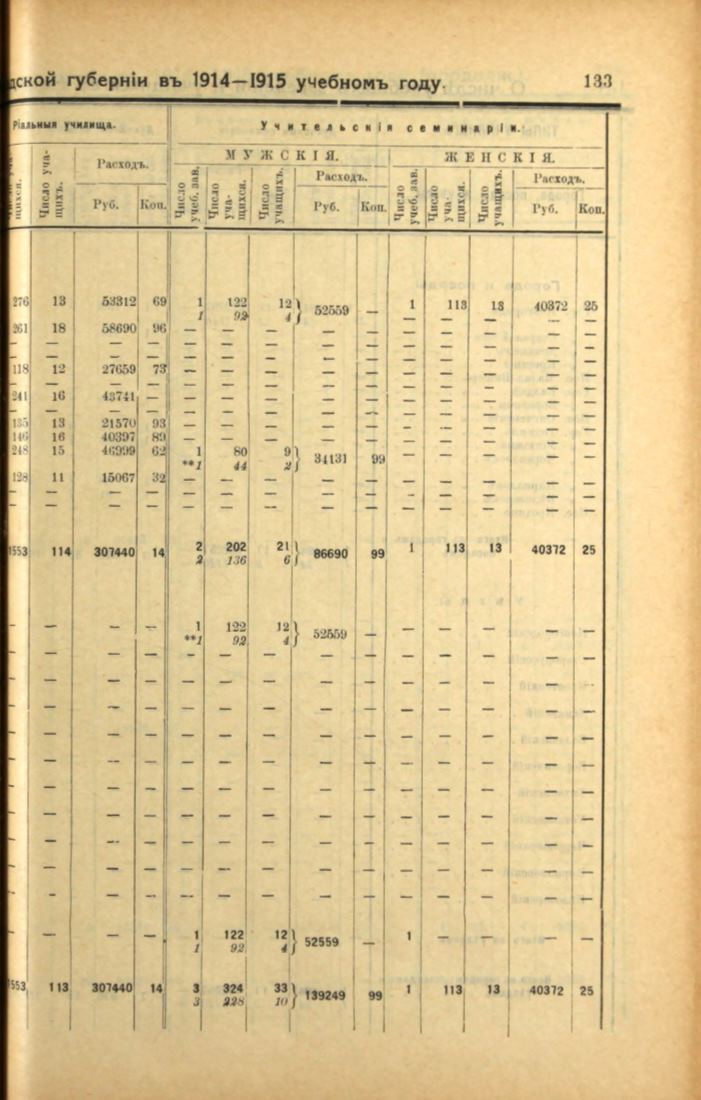 дской губерніи въ 1914—1915 учебномъ году. 133
Ріальныя училища. Учительскія семинаріи.
МУЖСКІЯ. ЖЕНСКІЯ.
Число уча-щихъ. Расходъ. Число учеб. зав. Число уча-щихся. Число учащихъ. Расходъ. Число учеб. зав. Число уча-щихся. Число учащихъ. Расходъ.
щихся. Руб. Коп. Руб. Коп. Руб. Коп.
276 13 53312 69 1 122 12 } 52559 — 1 113 13 40372 25
1 92 4 — — — — —
261 18 58690 96 — — — — — — — — — —
— — — — — — — — — — — — — —
— — — — — — — — — — — — — —
118 12 27659 73 — — — — — — — — — —
— — — — — — — — — — — — — —
241 16 43741 — — — — — — — — — — —
— — — — — — — — — — — — — —
135 13 21570 93 — — — — — — — — — —
146 16 40397 89 — — — — — — — — — —
248 15 46999 62 1 80 9 } 34131 99 — — — — —
**1 44 2
128 11 15067 32 — — — — — — — — — —
— — — — — — — — — — — — — —
— — — — — — — — — — — — — —
1553 114 307440 14 2 202 21 } 86690 99 1 113 13 40372 25
2 136 6
— — — — 1 122 12 } 52559 — — — — — —
**1 92 4
— — — — — — — — — — — — — —
— — — — — — — — — — — — — —
— — — — — — — — — — — — — —
— — — — — — — — — — — — — —
— — — — — — — — — — — — — —
— — — — — — — — — — — — — —
— — — — — — — — — — — — — —
— — — — — — — — — — — — — —
— — — — — — — — — — — — — —
— — — — — — — — — — — — — —
— — — — 1 122 12 } 52559 — 1 — — — —
1 92 4
1553 113 307440 14 3 324 33 } 139249 99 1 113 13 40372 25
3 228 10